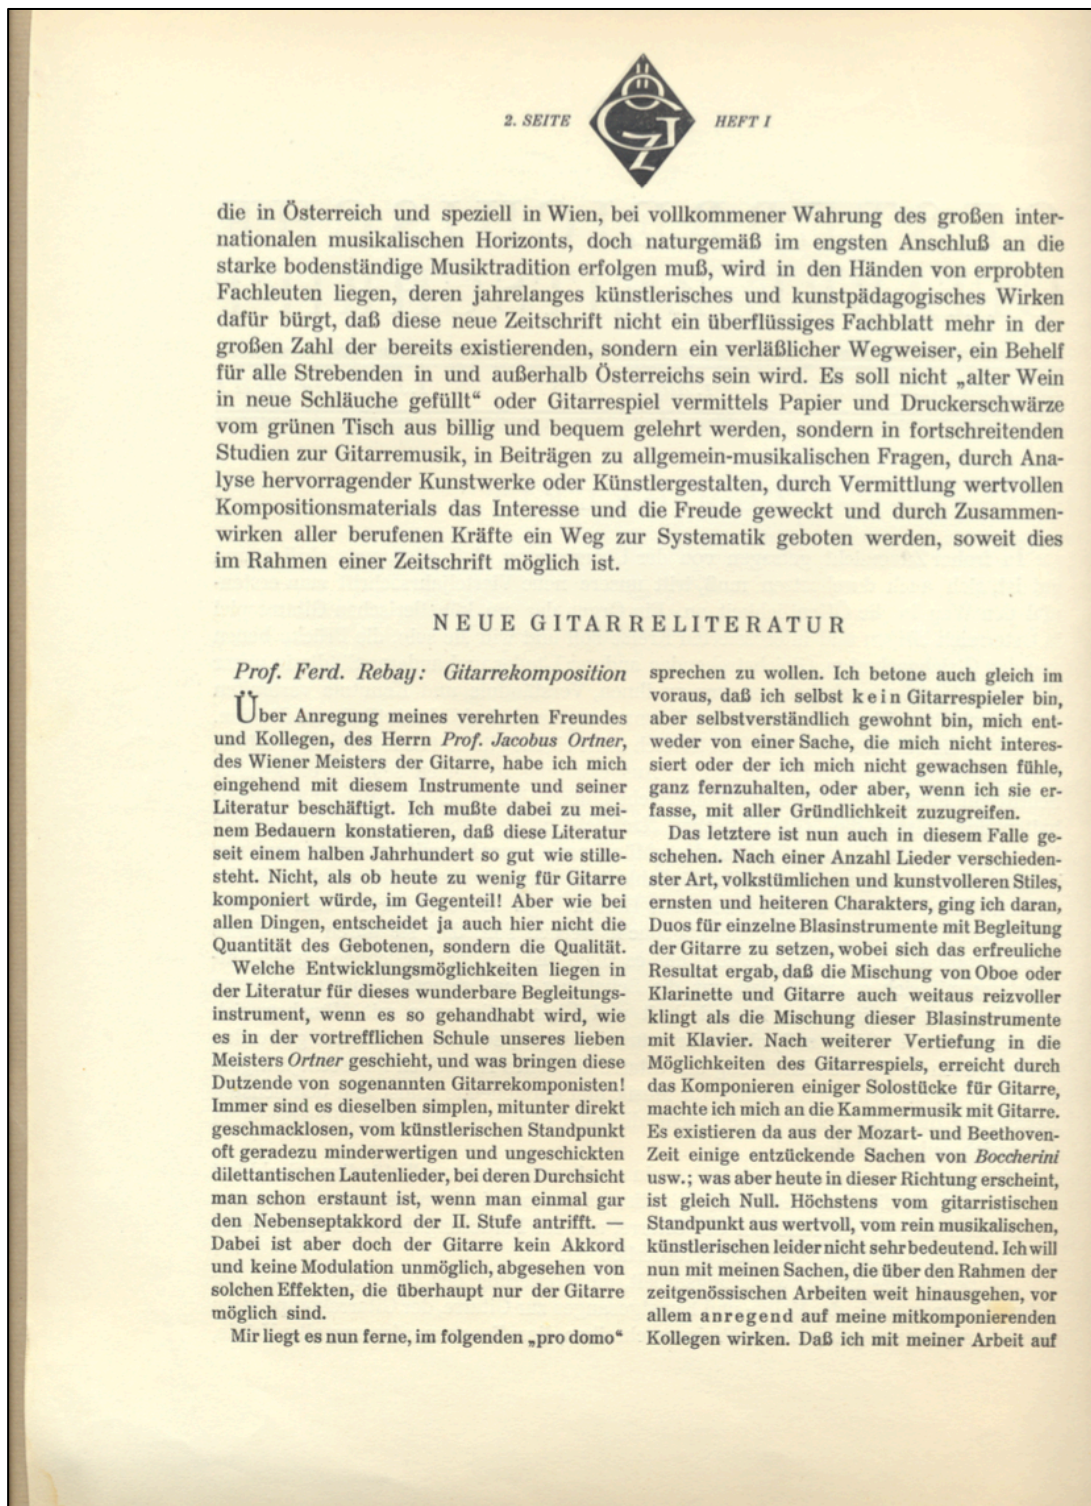 2. SEITE
ÖGZ
HEFT I
die in Österreich und speziell in Wien, bei vollkommener Wahrung des großen inter-
nationalen musikalischen Horizonts, doch naturgemäß im engsten Anschluß an die
starke bodenständige Musiktradition erfolgen muß, wird in den Händen von erprobten
Fachleuten liegen, deren jahrelanges künstlerisches und kunstpädagogisches Wirken
dafür bürgt, daß diese neue Zeitschrift nicht ein überflüssiges Fachblatt mehr in der
großen Zahl der bereits existierenden, sondern ein verläßlicher Wegweiser, ein Behelf
für alle Strebenden in und außerhalb Österreichs sein wird. Es soll nicht „alter Wein
in neue Schläuche gefüllt“ oder Gitarrespiel vermittels Papier und Druckerschwärze
vom grünen Tisch aus billig und bequem gelehrt werden, sondern in fortschreitenden
Studien zur Gitarremusik, in Beiträgen zu allgemein-musikalischen Fragen, durch Ana-
lyse hervorragender Kunstwerke oder Künstlergestalten, durch Vermittlung wertvollen
Kompositionsmaterials das Interesse und die Freude geweckt und durch Zusammen-
wirken aller berufenen Kräfte ein Weg zur Systematik geboten werden, soweit dies
im Rahmen einer Zeitschrift möglich ist.
NEUE GITARRELITERATUR
Prof. Ferd. Rebay: Gitarrekomposition
Über Anregung meines verehrten Freundes
und Kollegen, des Herrn Prof. Jacobus Ortner,
des Wiener Meisters der Gitarre, habe ich mich
eingehend mit diesem Instrumente und seiner
Literatur beschäftigt. Ich mußte dabei zu mei-
nem Bedauern konstatieren, daß diese Literatur
seit einem halben Jahrhundert so gut wie stille-
steht. Nicht, als ob heute zu wenig für Gitarre
komponiert würde, im Gegenteil! Aber wie bei
allen Dingen, entscheidet ja auch hier nicht die
Quantität des Gebotenen, sondern die Qualität.
Welche Entwicklungsmöglichkeiten liegen in
der Literatur für dieses wunderbare Begleitungs-
instrument, wenn es so gehandhabt wird, wie
es in der vortrefflichen Schule unseres lieben
Meisters Ortner geschieht, und was bringen diese
Dutzende von sogenannten Gitarrekomponisten!
Immer sind es dieselben simplen, mitunter direkt
geschmacklosen, vom künstlerischen Standpunkt
oft geradezu minderwertigen und ungeschickten
dilettantischen Lautenlieder, bei deren Durchsicht
man schon erstaunt ist, wenn man einmal gar
den Nebenseptakkord der II. Stufe antrifft. —
Dabei ist aber doch der Gitarre kein Akkord
und keine Modulation unmöglich, abgesehen von
solchen Effekten, die überhaupt nur der Gitarre
möglich sind.
Mir liegt es nun ferne, im folgenden „pro domo“
sprechen zu wollen. Ich betone auch gleich im
voraus, daß ich selbst kein Gitarrespieler bin,
aber selbstverständlich gewohnt bin, mich ent-
weder von einer Sache, die mich nicht interes-
siert oder der ich mich nicht gewachsen fühle,
ganz fernzuhalten, oder aber, wenn ich sie er-
fasse, mit aller Gründlichkeit zuzugreifen.
Das letztere ist nun auch in diesem Falle ge-
schehen. Nach einer Anzahl Lieder verschieden-
ster Art, volkstümlichen und kunstvolleren Stiles,
ernsten und heiteren Charakters, ging ich daran,
Duos für einzelne Blasinstrumente mit Begleitung
der Gitarre zu setzen, wobei sich das erfreuliche
Resultat ergab, daß die Mischung von Oboe oder
Klarinette und Gitarre auch weitaus reizvoller
klingt als die Mischung dieser Blasinstrumente
mit Klavier. Nach weiterer Vertiefung in die
Möglichkeiten des Gitarrespiels, erreicht durch
das Komponieren einiger Solostücke für Gitarre,
machte ich mich an die Kammermusik mit Gitarre.
Es existieren da aus der Mozart- und Beethoven-
Zeit einige entzückende Sachen von Boccherini
usw.; was aber heute in dieser Richtung erscheint,
ist gleich Null. Höchstens vom gitarristischen
Standpunkt aus wertvoll, vom rein musikalischen,
künstlerischen leider nicht sehr bedeutend. Ich will
nun mit meinen Sachen, die über den Rahmen der
zeitgenössischen Arbeiten weit hinausgehen, vor
allem anregend auf meine mitkomponierenden
Kollegen wirken. Daß ich mit meiner Arbeit auf